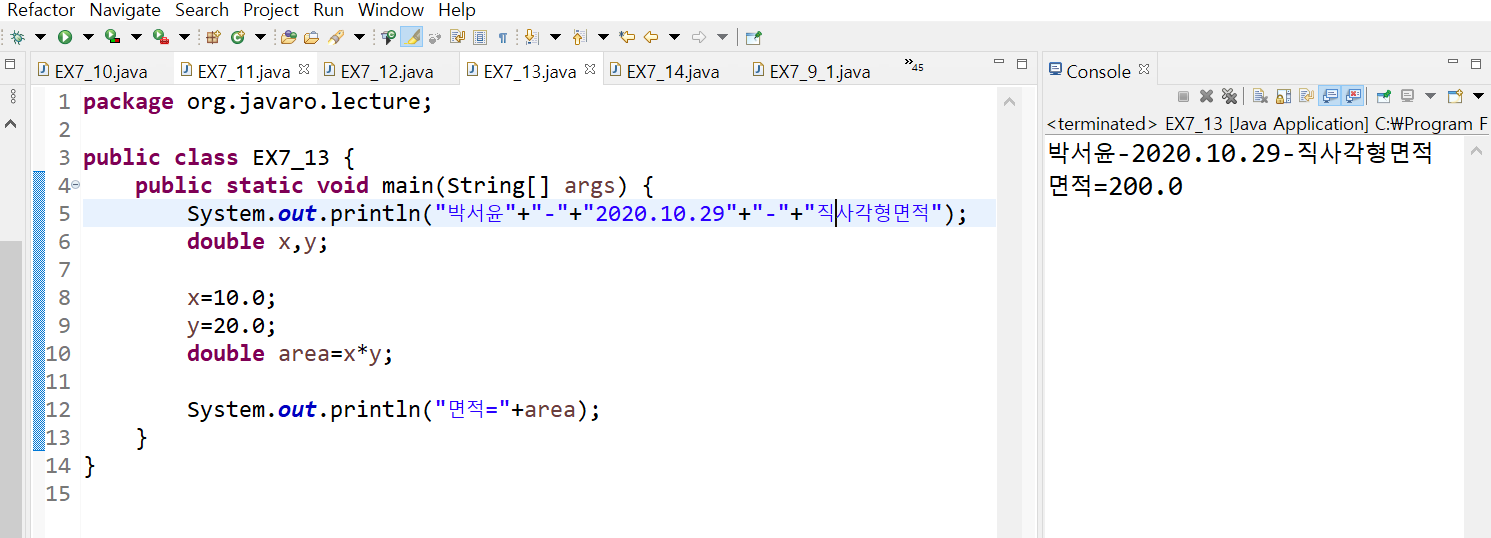 Refactor Navigate Search Project Run Window Help
EX7_10.java EX7_11.java EX7_12.java EX7_13.java EX7_14.java EX7_9_1.java »45
1 package org.javaro.lecture;
2
3 public class EX7_13 {
4 public static void main(String[] args) {
5 System.out.println("박서윤"+"-"+"2020.10.29"+"-"+"직사각형면적");
6 double x,y;
7
8 x=10.0;
9 y=20.0;
10 double area=x*y;
11
12 System.out.println("면적="+area);
13 }
14 }
15
Console
<terminated> EX7_13 [Java Application] C:₩Program F
박서윤-2020.10.29-직사각형면적
면적=200.0